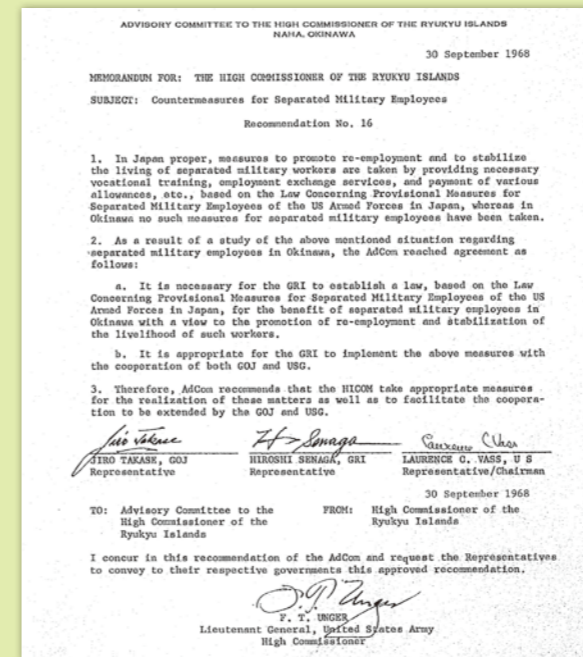 ADVISORY COMMITTEE TO THE HIGH COMMISSIONER OF THE RYUKYU ISLANDS
NAHA, OKINAWA
30 September 1968
MEMORANDUM FOR: THE HIGH COMMISSIONER OF THE RYUKYU ISLANDS
SUBJECT: Countermeasures for Separated Military Employees
Recommendation No. 16
1. In Japan proper, measures to promote re-employment and to stabilize
the living of separated military workers are taken by providing necessary
vocational training, employment exchange services, and payment of various
allowances, etc., based on the Law Concerning Provisional Measures for
Separated Military Employees of the US Armed Forces in Japan, whereas in
Okinawa no such measures for separated military employees have been taken.
2. As a result of a study of the above mentioned situation regarding
separated military employees in Okinawa, the AdCom reached agreement as
follows:
a. It is necessary for the GRI to establish a law, based on the Law
Concerning Provisional Measures for Separated Military Employees of the US
Armed Forces in Japan, for the benefit of separated military employees in
Okinawa with a view to the promotion of re-employment and stabilization of
the livelihood of such workers.
b. It is appropriate for the GRI to implement the above measures with
the cooperation of both GOJ and USG.
3. Therefore, AdCom recommends that the HICOM take appropriate measures
for the realization of these matters as well as to facilitate the coopera-
tion to be extended by the GOJ and USG.
Jiro Takase H Senaga Laurence C. Vass
JIRO TAKASE, GOJ HIROSHI SENAGA, GRI LAURENCE C. VASS, U S
Representative Representative Representative/Chairman
30 September 1968
TO: Advisory Committee to the FROM: High Commissioner of the
High Commissioner of the Ryukyu Islands
Ryukyu Islands
I concur in this recommendation of the AdCom and request the Representatives
to convey to their respective governments this approved recommendation.
F. T. Unger
F. T. UNGER
Lieutenant General, United States Army
High Commissioner